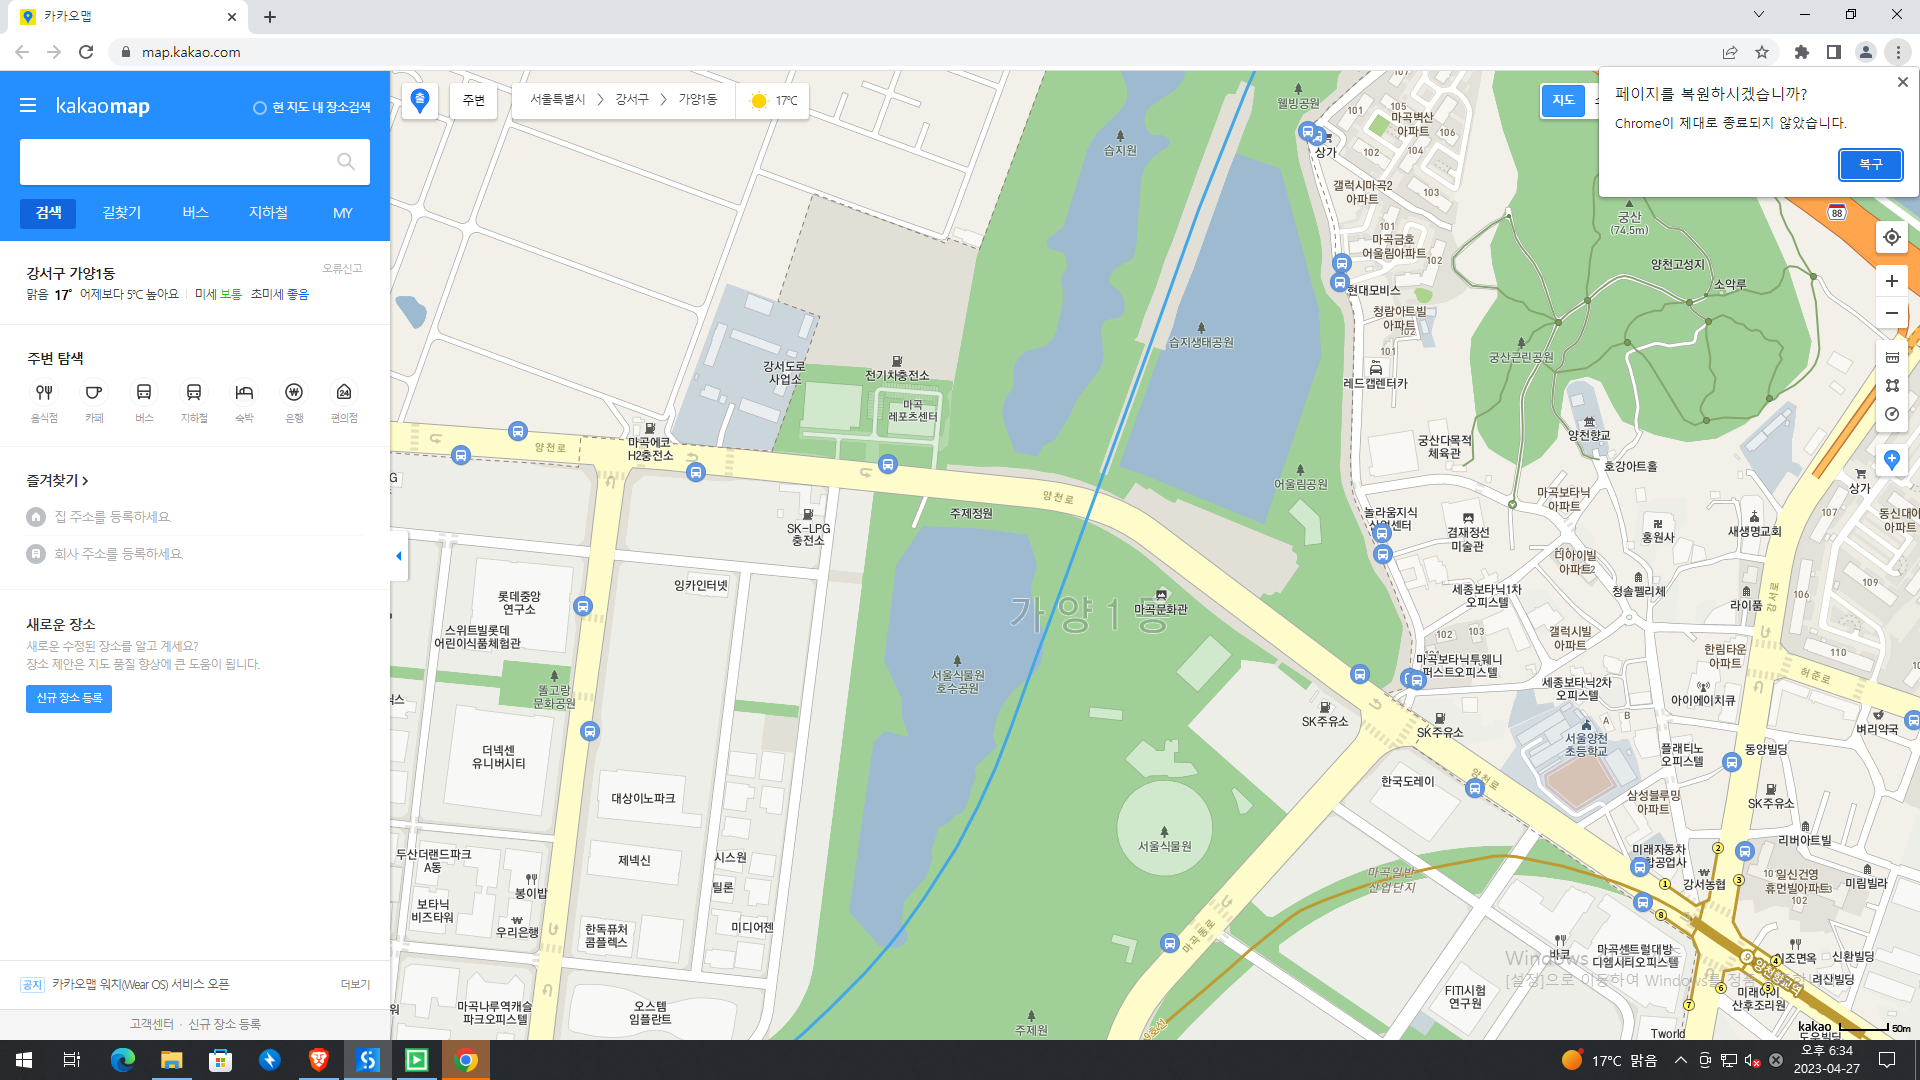 카카오맵
map.kakao.com
kakaomap
현 지도 내 장소검색
검색
길찾기
버스
지하철
MY
강서구 가양1동
오류신고
맑음 17° 어제보다 5℃ 높아요
미세 보통 초미세 좋음
주변 탐색
음식점
카페
버스
지하철
숙박
은행
편의점
즐겨찾기
집 주소를 등록하세요.
회사 주소를 등록하세요.
새로운 장소
새로운 수정된 장소를 알고 계세요?
장소 제안은 지도 품질 향상에 큰 도움이 됩니다.
신규 장소 등록
공지 카카오맵 워치(Wear OS) 서비스 오픈
더보기
고객센터 · 신규 장소 등록
출
주변
서울특별시
강서구
가양1동
17℃
지도
페이지를 복원하시겠습니까?
Chrome이 제대로 종료되지 않았습니다.
복구
웰빙공원
습지원
마곡벽산
아파트
상가
갤럭시마곡2
아파트
궁산
(74.5m)
88
마곡금호
어울림아파트
양천고성지
소악루
현대모비스
청람아트빌
아파트
습지생태공원
궁산근린공원
레드캡렌터카
강서도로
사업소
전기차충전소
마곡
레포츠센터
양천로
마곡에코
H2충전소
궁산다목적
체육관
양천향교
호강아트홀
어울림공원
마곡보타닉
아파트
상가
양천로
주제정원
SK-LPG
충전소
놀라움지식
산업센터
겸재정선
미술관
홍원사
새생명교회
동신대아
아파트
디아이빌
아파트2
잉카인터넷
롯데중앙
연구소
청솔펠리체
라이품
강서로
세종보타닉1차
오피스텔
가양1동
마곡문화관
스위트빌롯데
어린이식품체험관
갤럭시빌
아파트
한림타운
아파트
허준로
서울식물원
호수공원
마곡보타닉투웨니
퍼스트오피스텔
세종보타닉2차
오피스텔
아이에이치큐
똘고랑
문화공원
SK주유소
SK주유소
벼리약국
더넥센
유니버시티
서울양천
초등학교
플래티노
오피스텔
동양빌딩
한국도레이
양천로
대상이노파크
삼성블루밍
아파트
SK주유소
서울식물원
리버아트빌
두산더랜드파크
A동
제넥신
시스원
미래자동차
강서농협
일신건영
휴먼빌아파트3
미림빌라
마곡일반
산업단지
틸론
봉이밥
보타닉
비즈타워
우리은행
한독퓨처
콤플렉스
미디어젠
마곡동로
바코
마곡센트럴대방
디엠시티오피스텔
신환빌딩
려산빌딩
양천향교역
Windows
[설정]으로 이동하여 Windows를 정품
마곡나루역캐슬
파크오피스텔
오스템
임플란트
주제원
FITI시험
연구원
산후조리원
Tworld
kakao
50m
17℃ 맑음
오후 6:34
2023-04-27